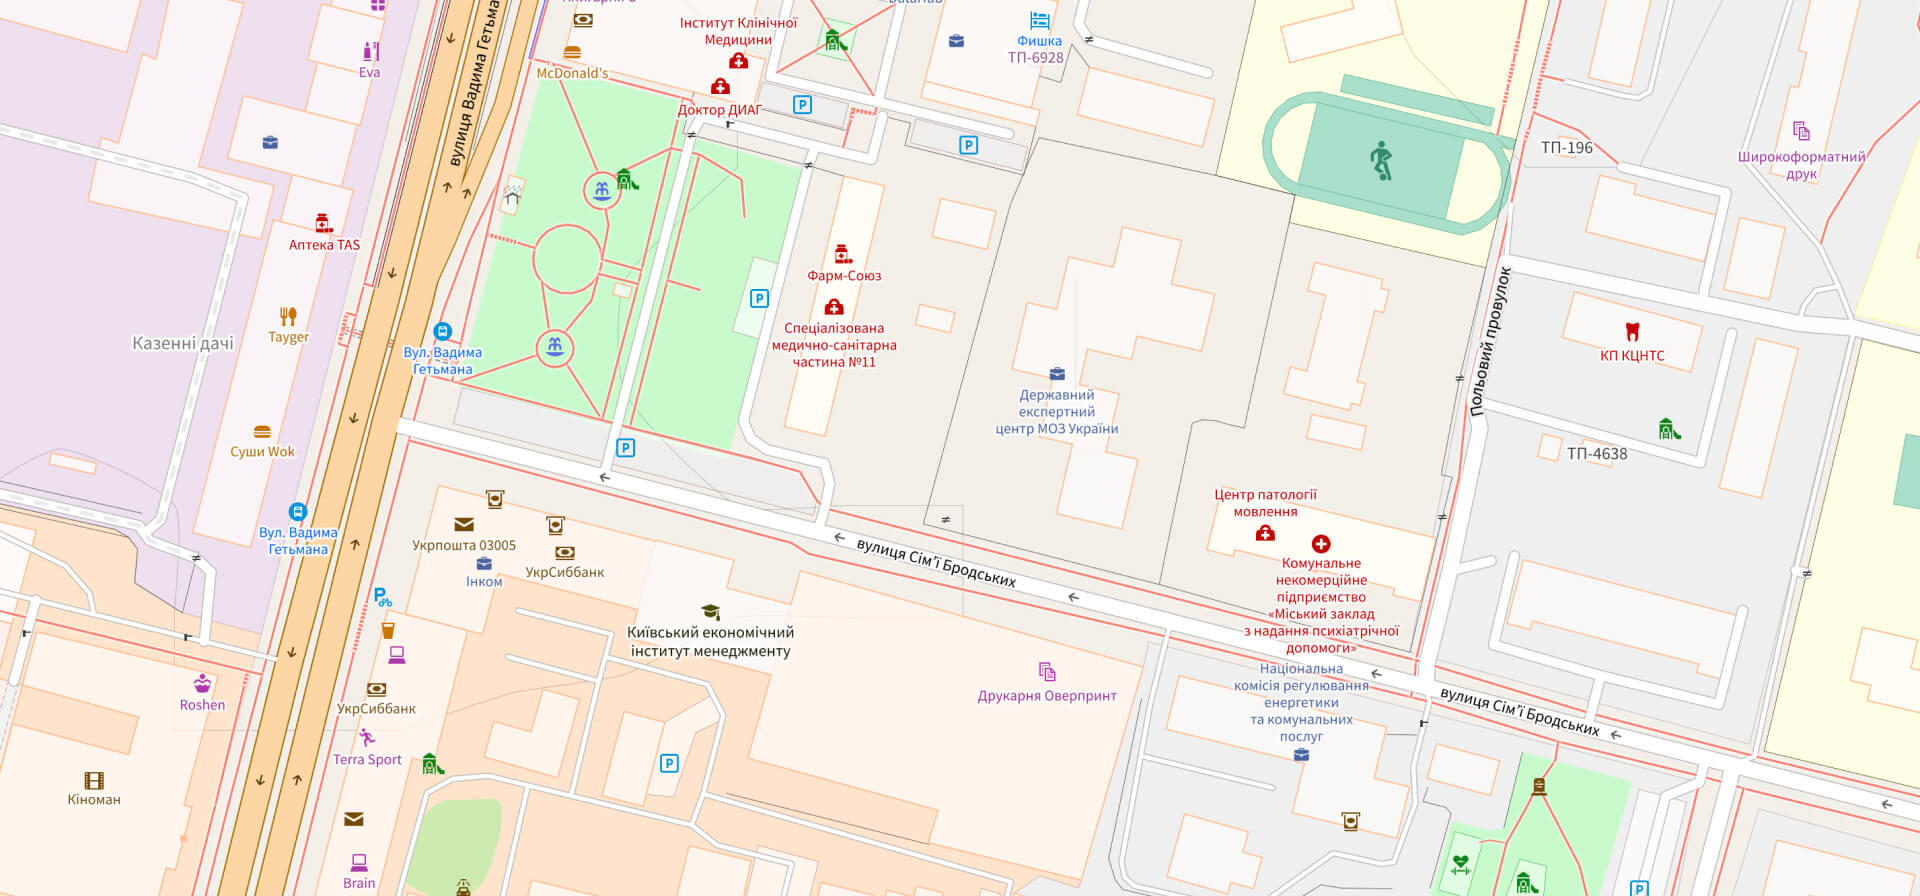 Інститут Клінічної
Медицини
Фишка
ТП-6928
Eva
McDonald's
Доктор ДИАГ
вулиця Вадима Гетьма
ТП-196
Широкоформатний
друк
Аптека TAS
Фарм-Союз
Казенні дачі
Tayger
Вул. Вадима
Гетьмана
Спеціалізована
медично-санітарна
частина №11
Польовий провулок
КП КЦНТС
Державний
експертний
центр МОЗ України
Суши Wok
ТП-4638
Вул. Вадима
Гетьмана
Центр патології
мовлення
Укрпошта 03005
Інком
УкрСиббанк
вулиця Сім'ї Бродських
Комунальне
некомерційне
підприємство
«Міський заклад
з надання психіатричної
допомоги»
Київський економічний
інститут менеджменту
Національна
комісія регулювання
енергетики
та комунальних
послуг
Друкарня Оверпринт
вулиця Сім'ї Бродських
Roshen
УкрСиббанк
Terra Sport
Кіноман
Brain